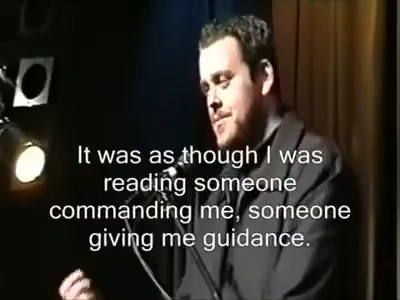 It was as though I was
reading someone
commanding me, someone
giving me guidance.